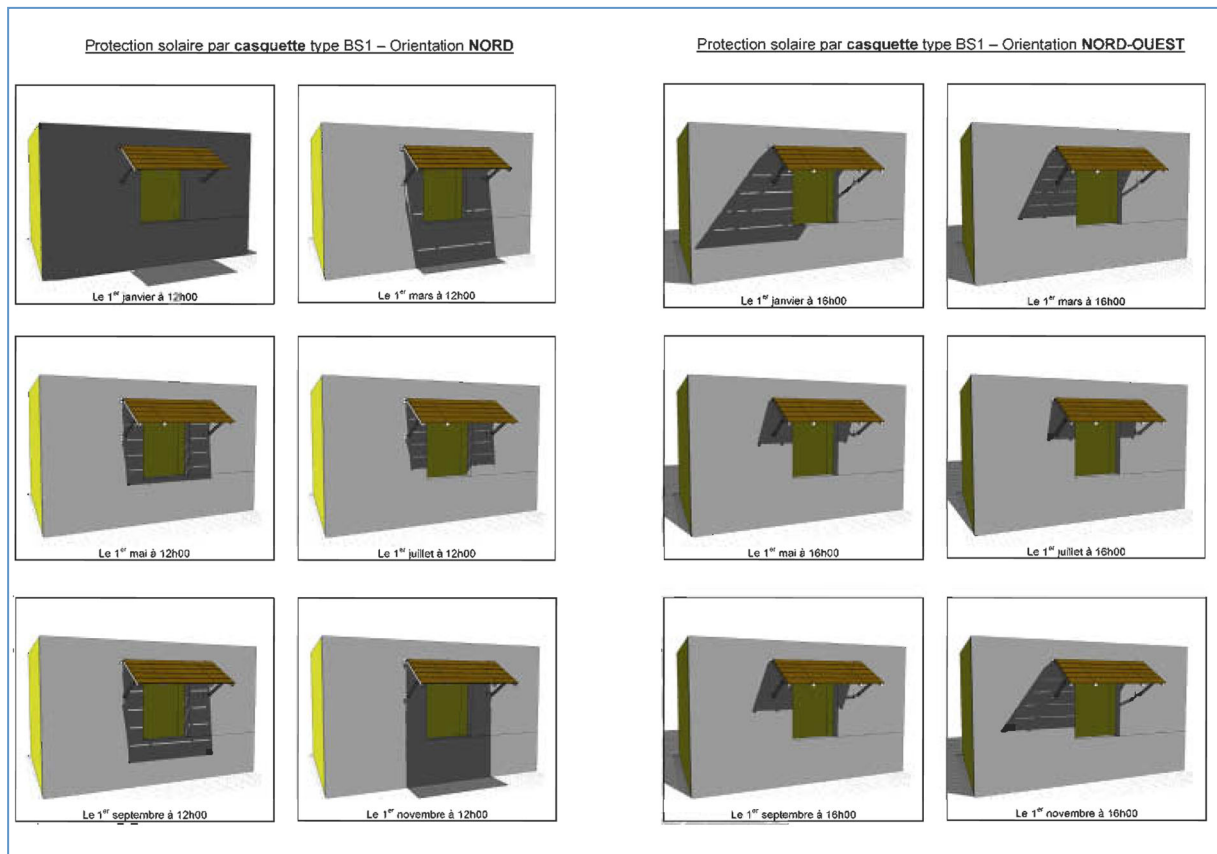 Protection solaire par casquette type BS1 – Orientation NORD
Le 1er janvier à 12h00
Le 1er mars à 12h00
Le 1er mai à 12h00
Le 1er juillet à 12h00
Le 1er septembre à 12h00
Le 1er novembre à 12h00
Protection solaire par casquette type BS1 – Orientation NORD-OUEST
Le 1er janvier à 16h00
Le 1er mars à 16h00
Le 1er mai à 16h00
Le 1er juillet à 16h00
Le 1er septembre à 16h00
Le 1er novembre à 16h00